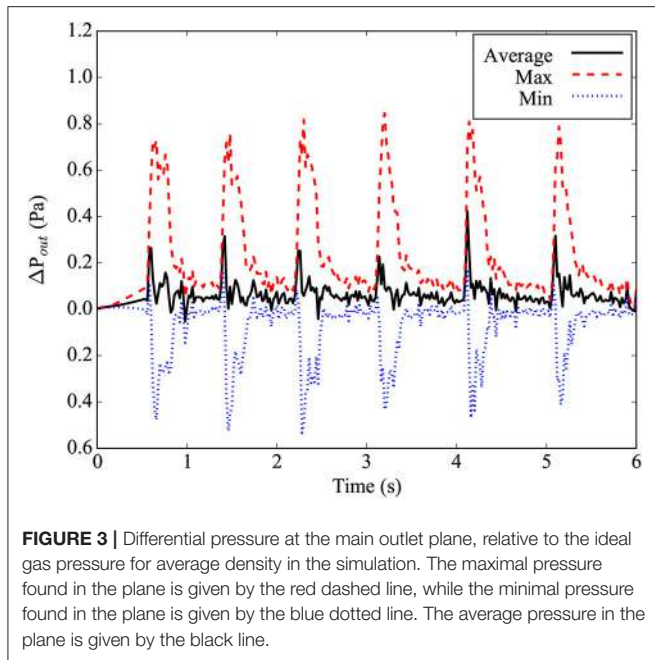 1.2
1.0
0.8
0.6
0.4
0.2
0.0
0.2
0.4
0.6
ΔP_out (Pa)
Average
Max
Min
0 1 2 3 4 5 6
Time (s)
FIGURE 3 | Differential pressure at the main outlet plane, relative to the ideal
gas pressure for average density in the simulation. The maximal pressure
found in the plane is given by the red dashed line, while the minimal pressure
found in the plane is given by the blue dotted line. The average pressure in the
plane is given by the black line.